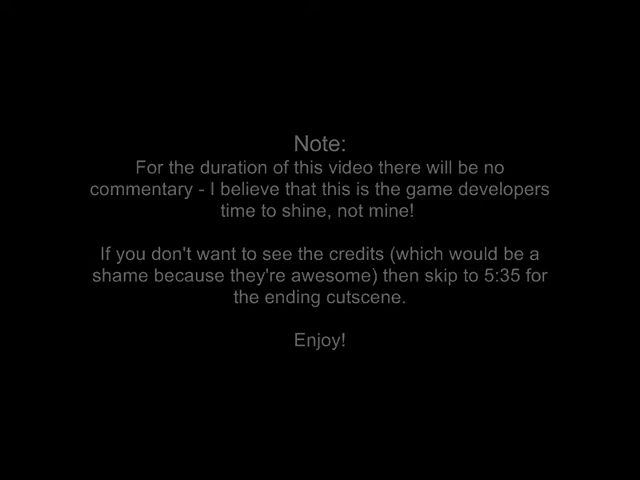 Note:
For the duration of this video there will be no
commentary - I believe that this is the game developers
time to shine, not mine!
If you don't want to see the credits (which would be a
shame because they're awesome) then skip to 5:35 for
the ending cutscene.
Enjoy!